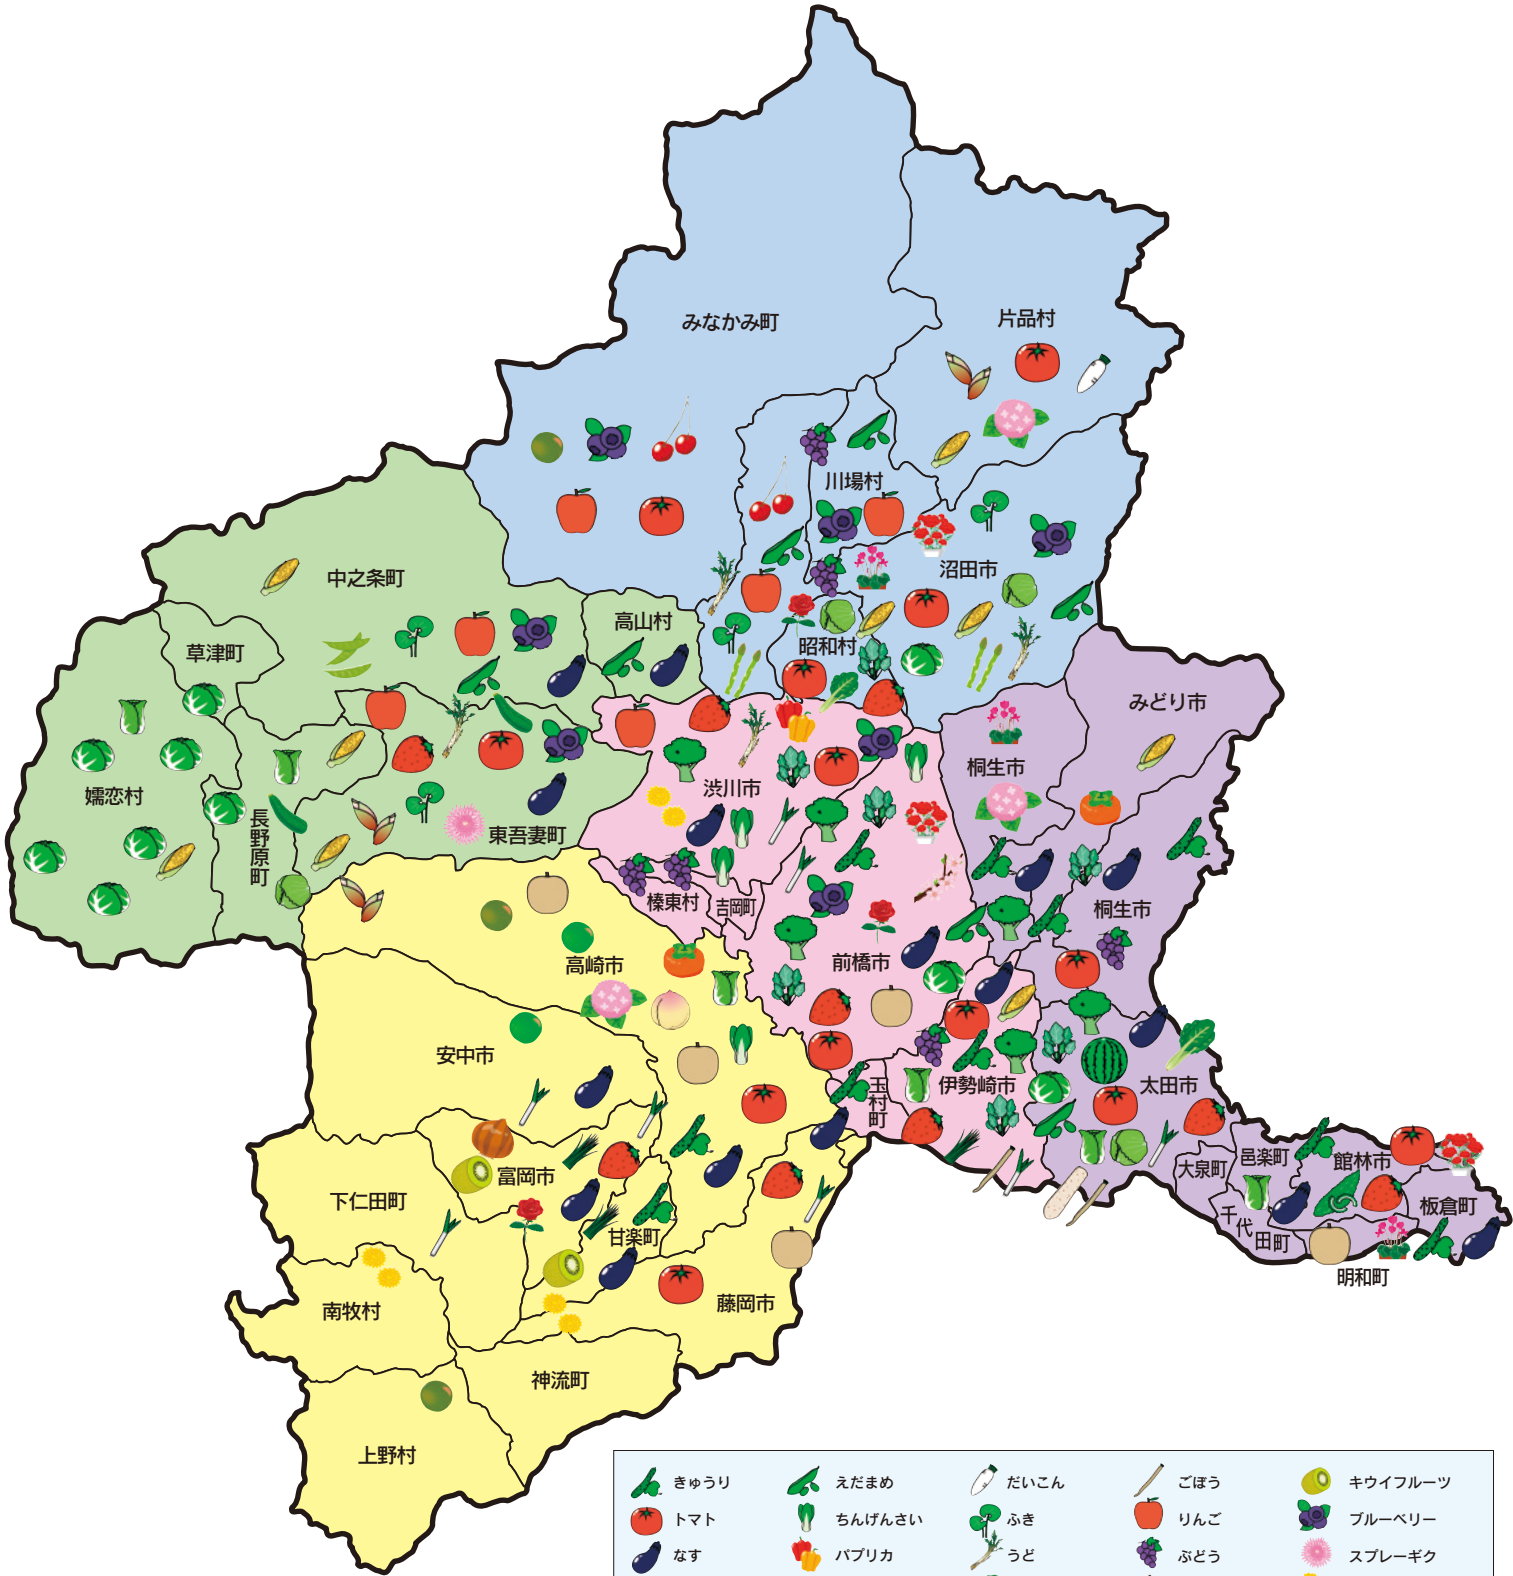 みなかみ町
片品村
川場村
沼田市
中之条町
高山村
草津町
昭和村
みどり市
桐生市
渋川市
嬬恋村
長野原町
東吾妻町
榛東村
吉岡町
桐生市
高崎市
前橋市
安中市
伊勢崎市
玉村町
太田市
大泉町
邑楽町
館林市
富岡市
下仁田町
板倉町
千代
田町
甘楽町
明和町
南牧村
藤岡市
神流町
上野村
きゅうり
えだまめ
だいこん
ごぼう
キウイフルーツ
トマト
ちんげんさい
ふき
りんご
ブルーベリー
なす
パプリカ
うど
ぶどう
スプレーギク